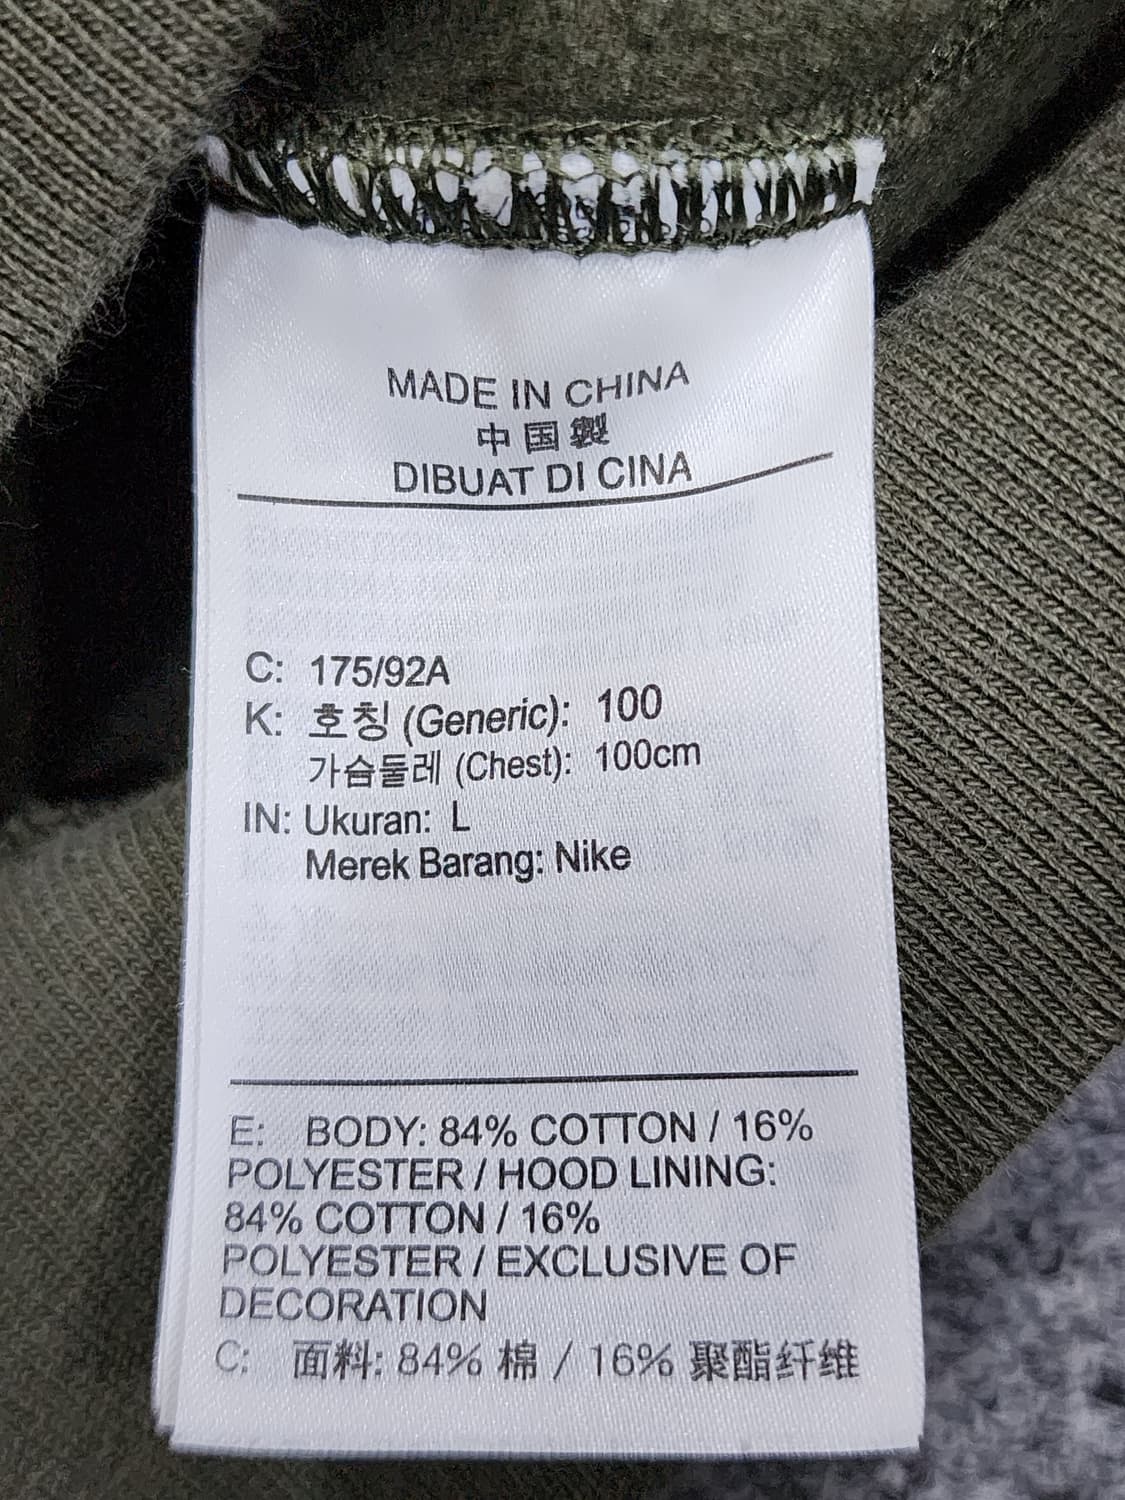 MADE IN CHINA
中国製
DIBUAT DI CINA
C: 175/92A
K: 호칭 (Generic): 100
가슴둘레 (Chest): 100cm
IN: Ukuran: L
Merek Barang: Nike
E: BODY: 84% COTTON / 16%
POLYESTER / HOOD LINING:
84% COTTON / 16%
POLYESTER / EXCLUSIVE OF
DECORATION
C: 面料: 84% 棉 / 16% 聚酯纤维